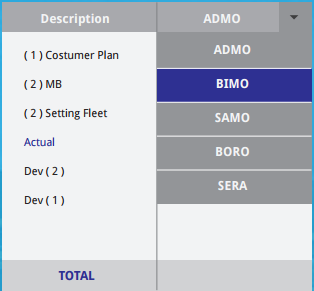 Description
ADMO
( 1 ) Costumer Plan
( 2 ) MB
( 2 ) Setting Fleet
Actual
Dev ( 2 )
Dev ( 1 )
ADMO
BIMO
SAMO
BORO
SERA
TOTAL